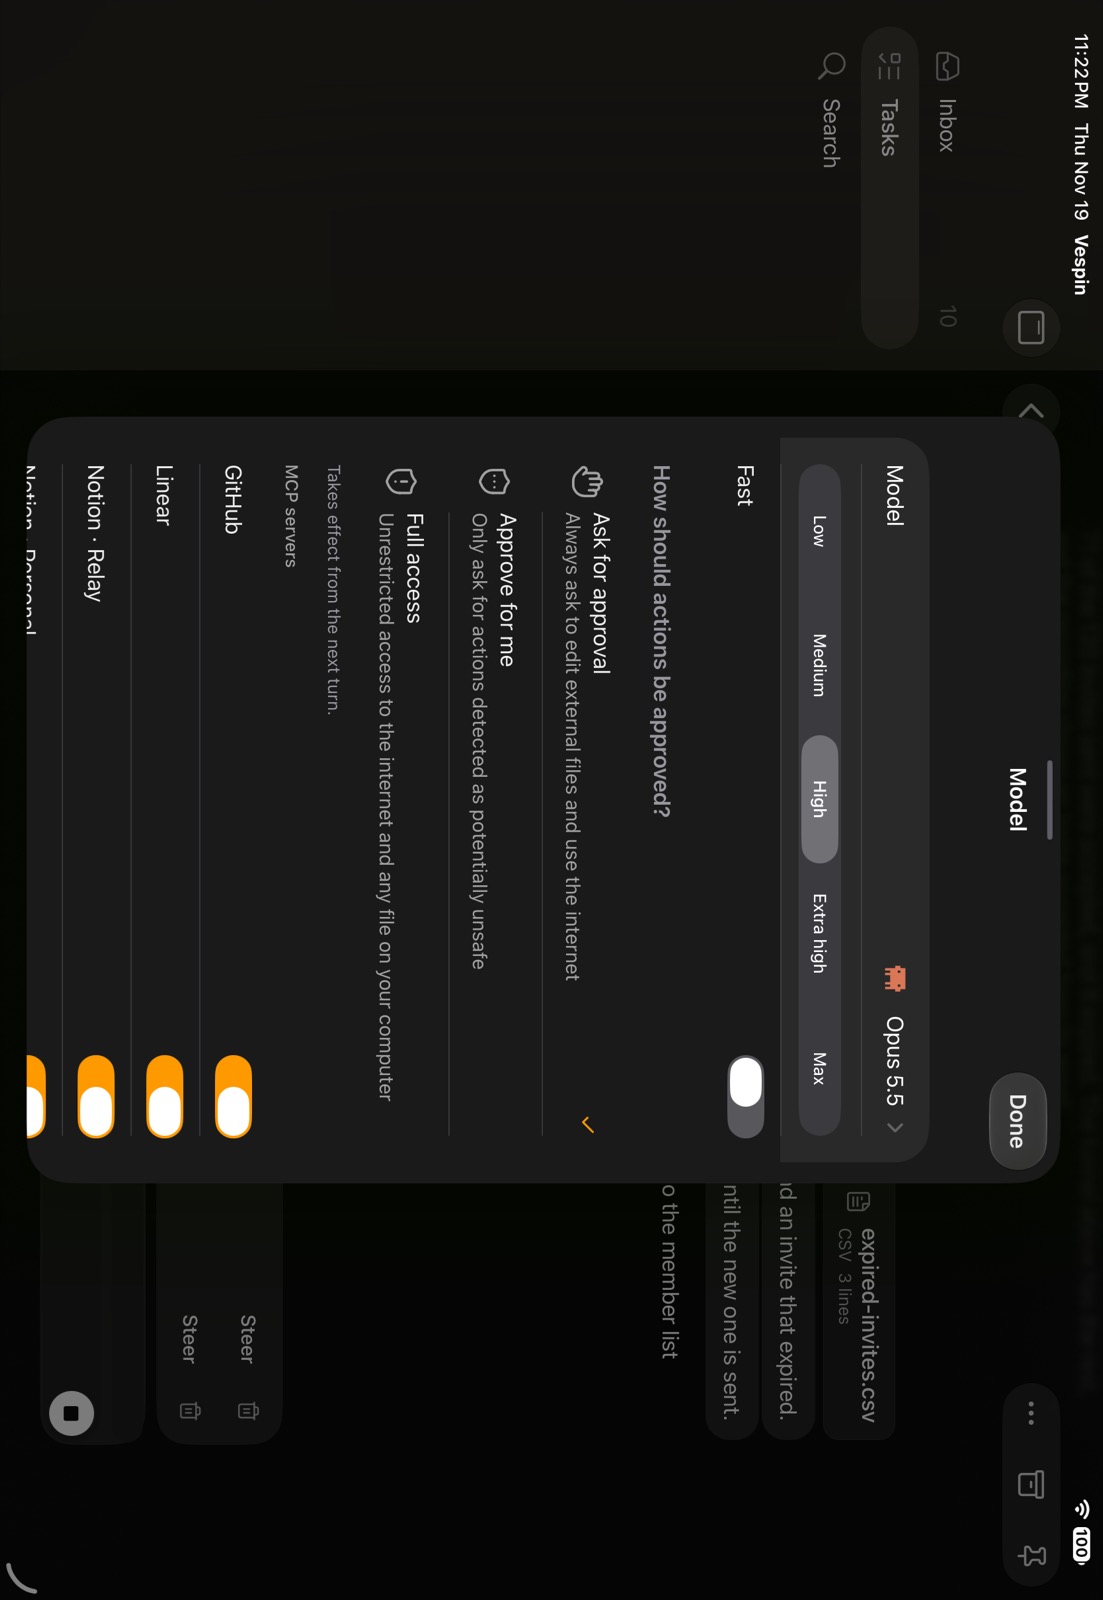 11:22 PM Thu Nov 19 Vespin
100
Inbox 10
Tasks
Search
Model
Done
Model Opus 5.5
Low Medium High Extra high Max
Fast
How should actions be approved?
Ask for approval
Always ask to edit external files and use the internet
Approve for me
Only ask for actions detected as potentially unsafe
Full access
Unrestricted access to the internet and any file on your computer
Takes effect from the next turn.
MCP servers
GitHub
Linear
Notion · Relay
Notion · Personal
expired-invites.csv
CSV 3 lines
an invite that expired.
the new one is sent.
the member list
Steer
Steer